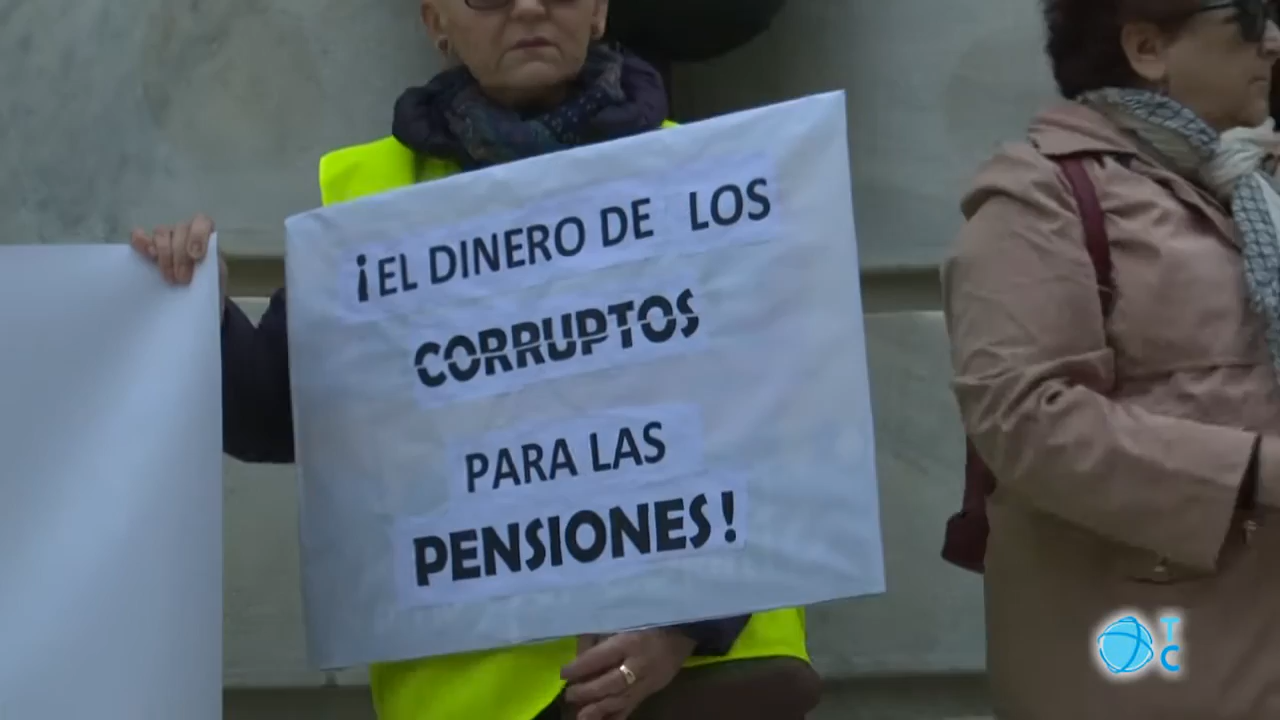 ¡EL DINERO DE LOS
CORRUPTOS
PARA LAS
PENSIONES!
T
C